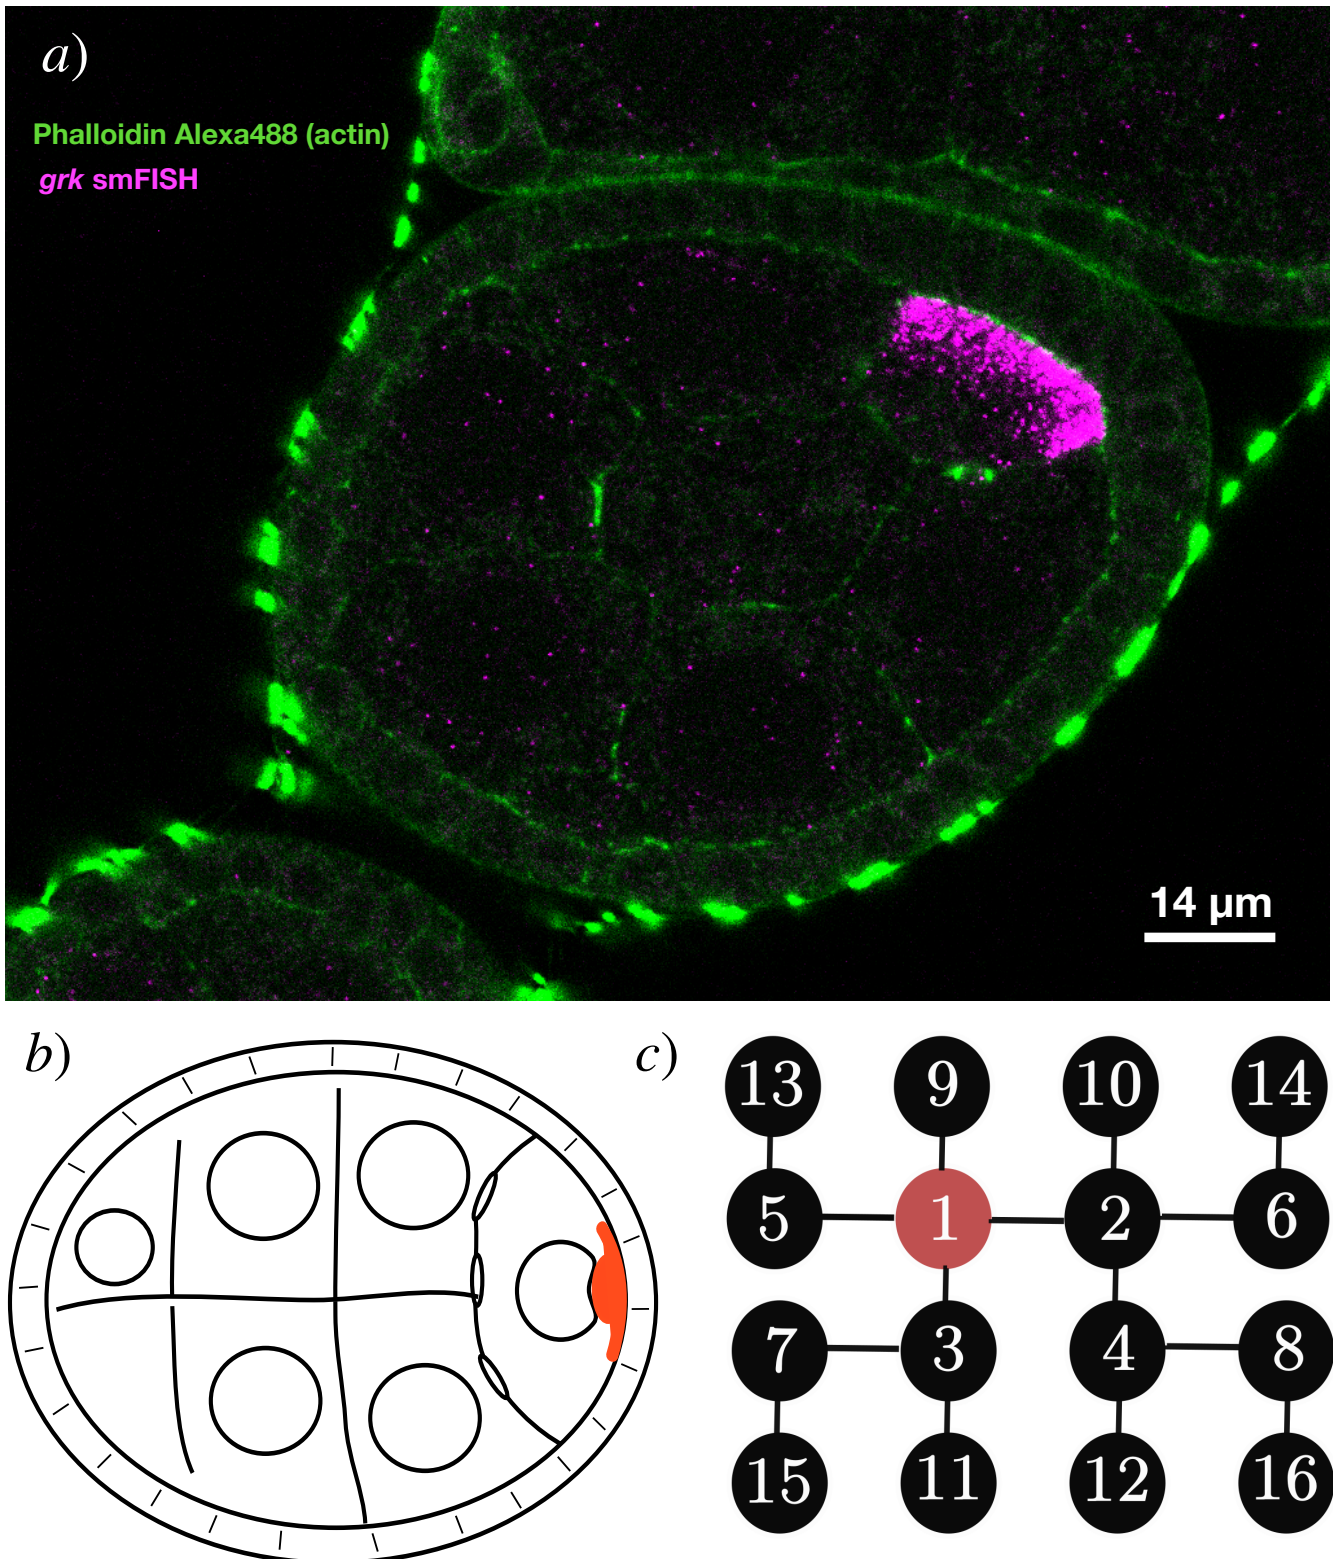 a)
Phalloidin Alexa488 (actin)
grk smFISH
14 μm
b)
c)
13 9 10 14
5 1 2 6
7 3 4 8
15 11 12 16